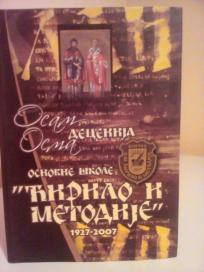 Осам
ДЕЦЕНИЈА
ОСНОВНЕ ШКОЛЕ
"ЋИРИЛО И
МЕТОДИЈЕ"
1927-2007